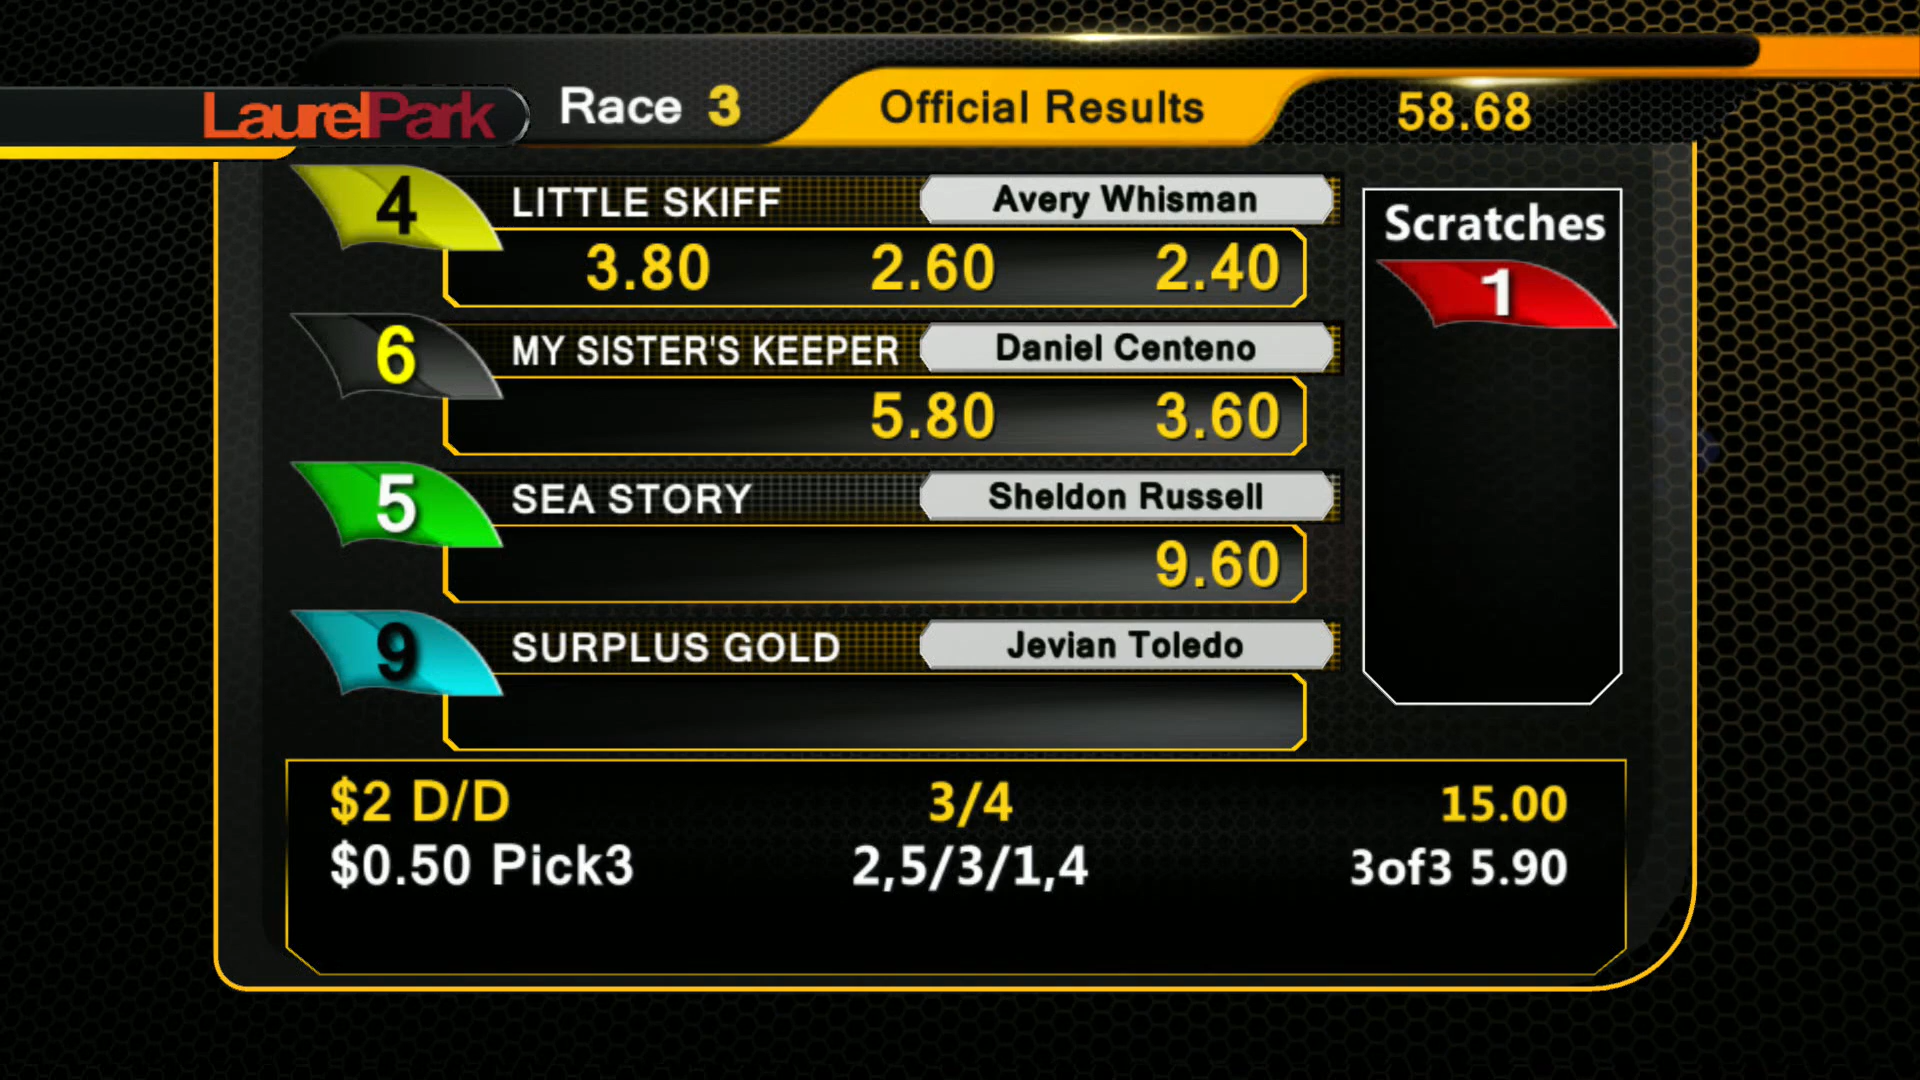 LaurelPark
Race 3
Official Results
58.68
4
LITTLE SKIFF
Avery Whisman
3.80 2.60 2.40
6
MY SISTER'S KEEPER
Daniel Centeno
5.80 3.60
5
SEA STORY
Sheldon Russell
9.60
9
SURPLUS GOLD
Jevian Toledo
Scratches
1
$2 D/D 3/4 15.00
$0.50 Pick3 2,5/3/1,4 3of3 5.90